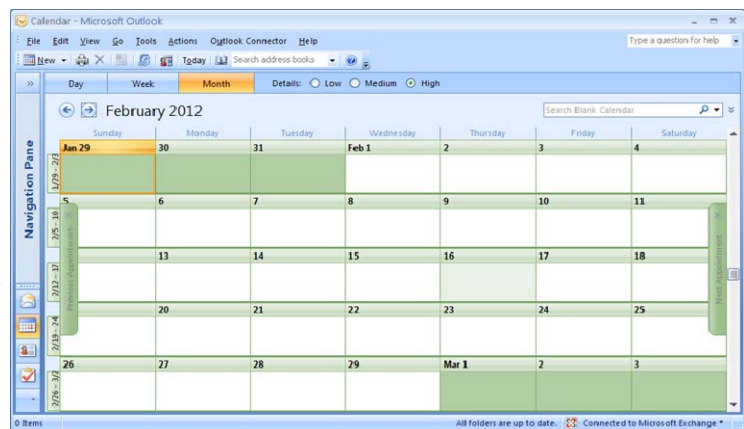 Calendar - Microsoft Outlook
File Edit View Go Tools Actions Outlook Connector Help Type a question for help
New Today Search address books
Day Week Month Details: Low Medium High
February 2012 Search Blank Calendar
Navigation Pane
Sunday Monday Tuesday Wednesday Thursday Friday Saturday
1/29 - 2/3
Jan 29 30 31 Feb 1 2 3 4
2/5 - 10
5 6 7 8 9 10 11
Previous Appointment
Next Appointment
2/12 - 17
13 14 15 16 17 18
2/19 - 24
20 21 22 23 24 25
2/26 - 3/2
26 27 28 29 Mar 1 2 3
0 Items All folders are up to date. Connected to Microsoft Exchange